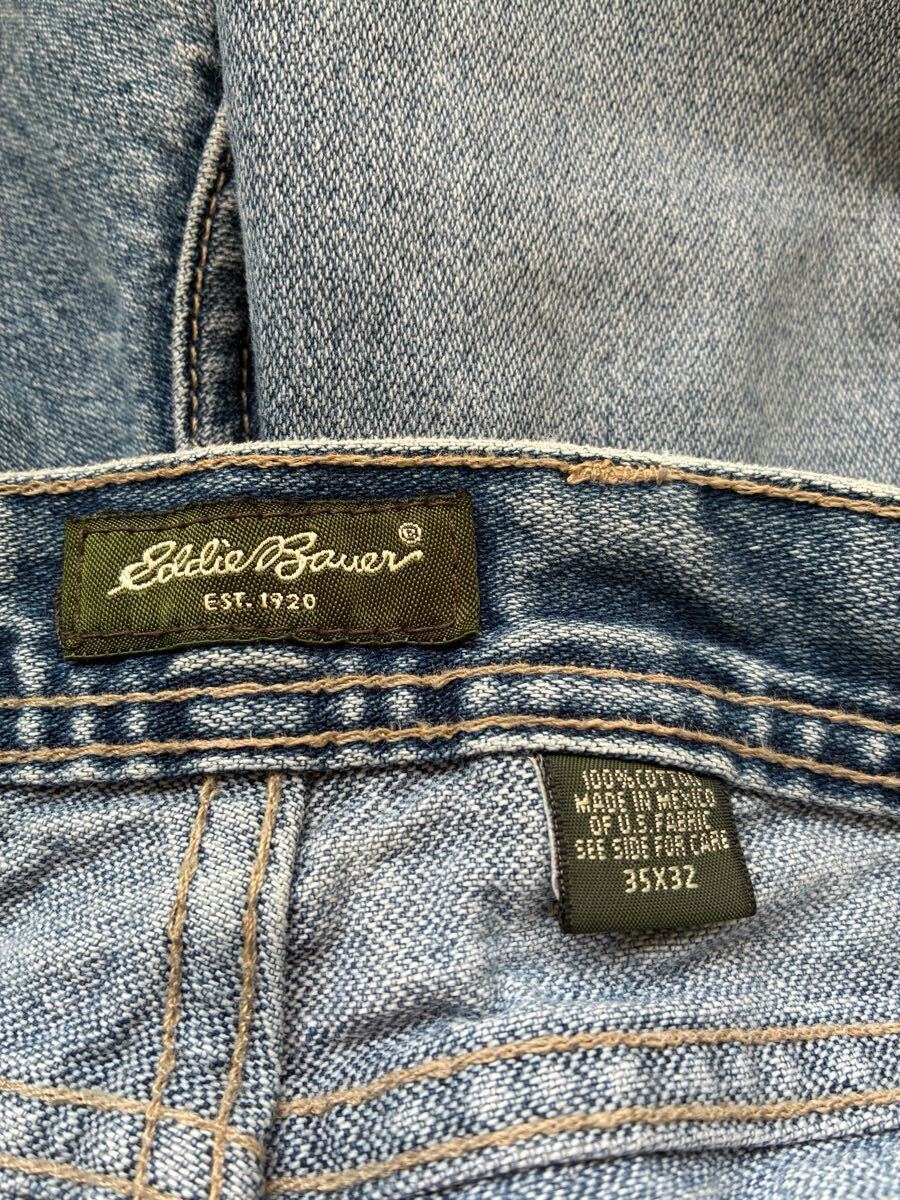 Eddie Bauer®
EST. 1920
100% COTTON
MADE IN MEXICO
OF U.S FABRIC
SEE SIDE FOR CARE
35X32